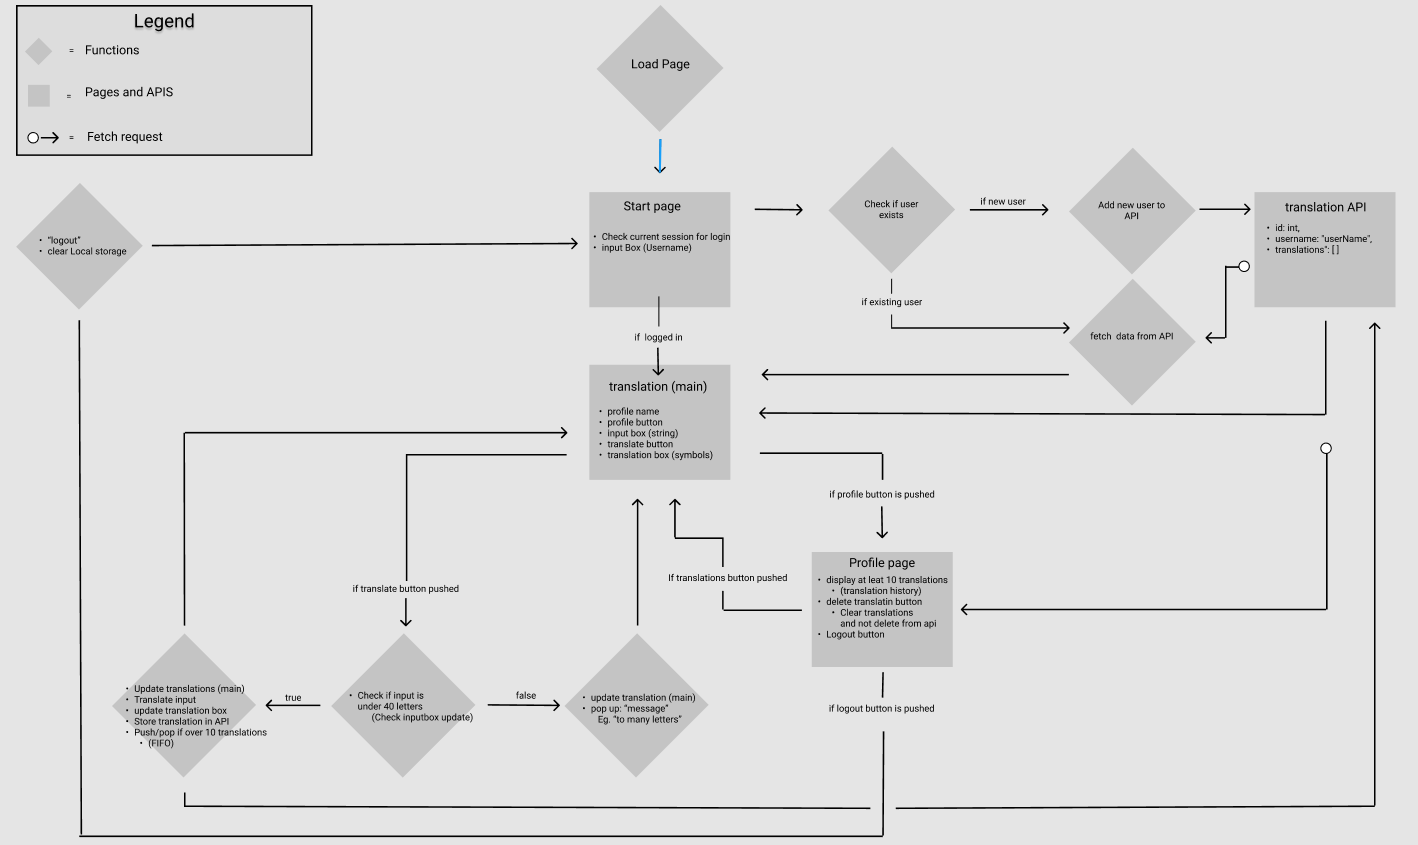 Legend
= Functions
= Pages and APIS
= Fetch request
Load Page
Start page
• Check current session for login
• input Box (Username)
Check if user
exists
if new user
Add new user to
API
translation API
• id: int,
• username: "userName",
• translations": [ ]
• "logout"
• clear Local storage
if existing user
fetch data from API
if logged in
translation (main)
• profile name
• profile button
• input box (string)
• translate button
• translation box (symbols)
if profile button is pushed
If translations button pushed
if translate button pushed
Profile page
• display at leat 10 translations
• (translation history)
• delete translatin button
• Clear translations
and not delete from api
• Logout button
if logout button is pushed
• Update translations (main)
• Translate input
• update translation box
• Store translation in API
• Push/pop if over 10 translations
• (FIFO)
true
• Check if input is
under 40 letters
(Check inputbox update)
false
• update translation (main)
• pop up: "message"
Eg. "to many letters"